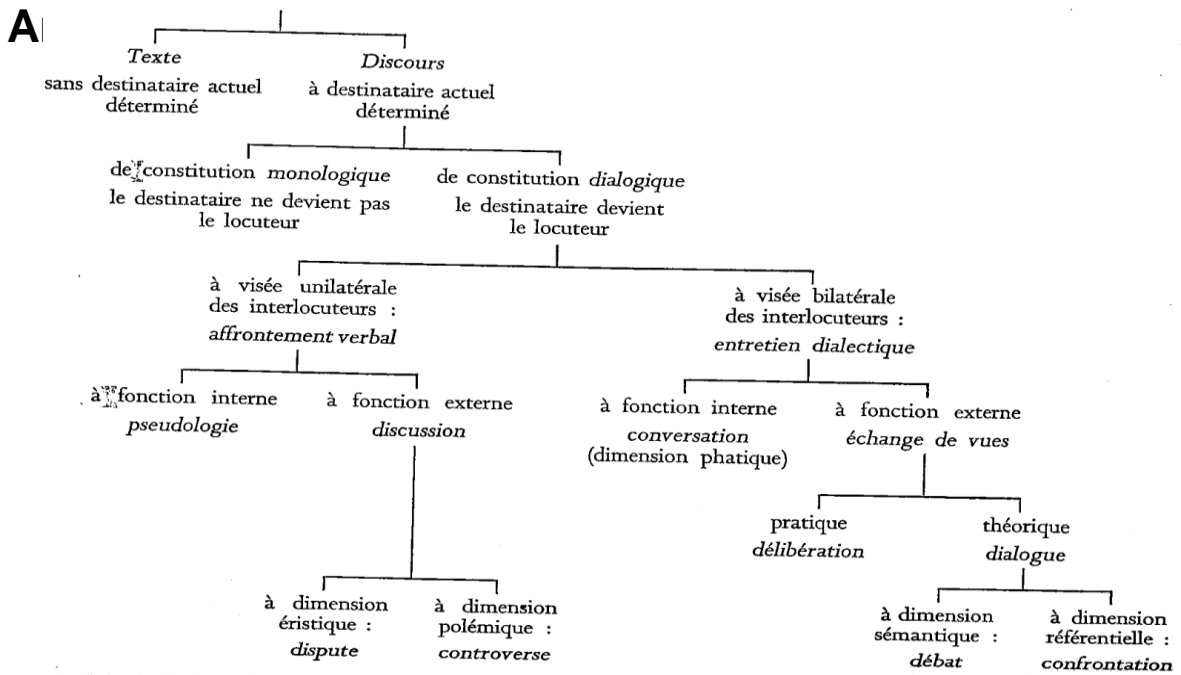 A
Texte
sans destinataire actuel
déterminé
Discours
à destinataire actuel
déterminé
de constitution monologique
le destinataire ne devient pas
le locuteur
de constitution dialogique
le destinataire devient
le locuteur
à visée unilatérale
des interlocuteurs :
affrontement verbal
à visée bilatérale
des interlocuteurs :
entretien dialectique
à fonction interne
pseudologie
à fonction externe
discussion
à fonction interne
conversation
(dimension phatique)
à fonction externe
échange de vues
pratique
délibération
théorique
dialogue
à dimension
éristique :
dispute
à dimension
polémique :
controverse
à dimension
sémantique :
débat
à dimension
référentielle :
confrontation